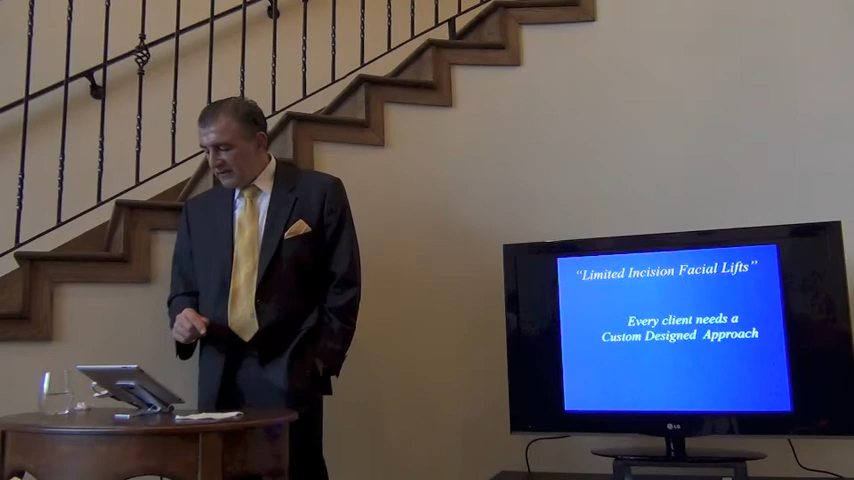 “Limited Incision Facial Lifts”
Every client needs a
Custom Designed Approach
LG